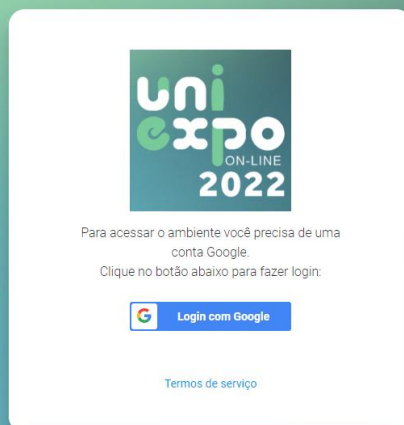 uni
expo
ON-LINE
2022
Para acessar o ambiente você precisa de uma
conta Google.
Clique no botão abaixo para fazer login:
G Login com Google
Termos de serviço